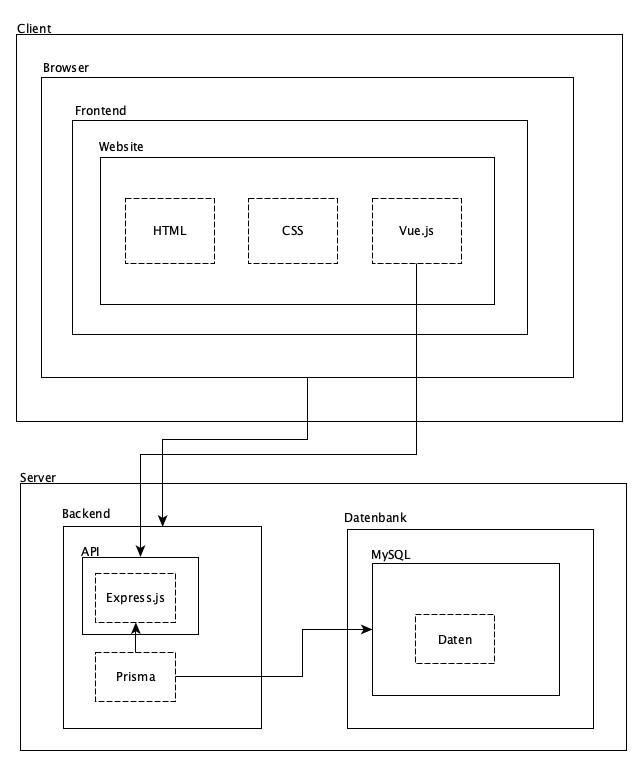 Client
Browser
Frontend
Website
HTML
CSS
Vue.js
Server
Backend
Datenbank
API
MySQL
Express.js
Daten
Prisma